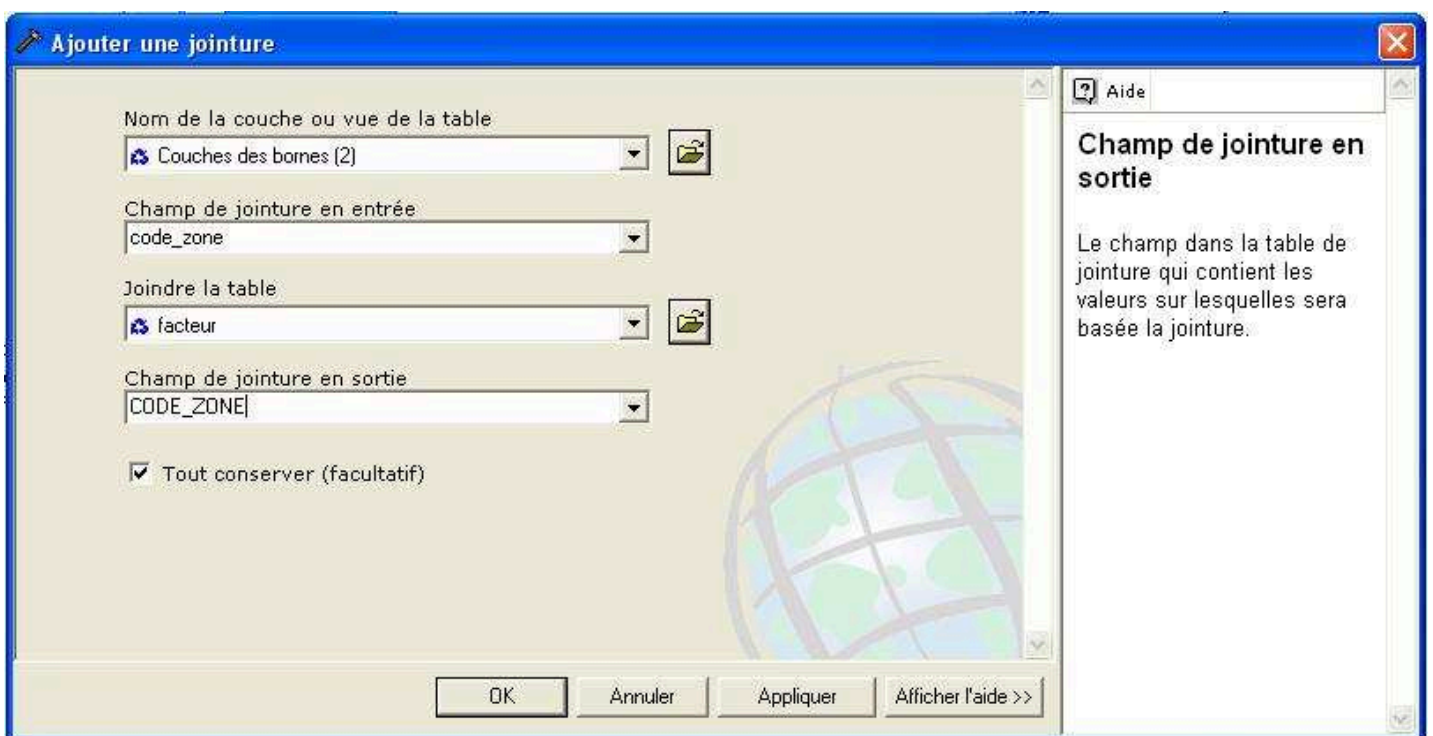 Ajouter une jointure
Nom de la couche ou vue de la table
Couches des bornes (2)
Champ de jointure en entrée
code_zone
Joindre la table
facteur
Champ de jointure en sortie
CODE_ZONE
Tout conserver (facultatif)
OK
Annuler
Appliquer
Afficher l'aide >>
Aide
Champ de jointure en
sortie
Le champ dans la table de
jointure qui contient les
valeurs sur lesquelles sera
basée la jointure.